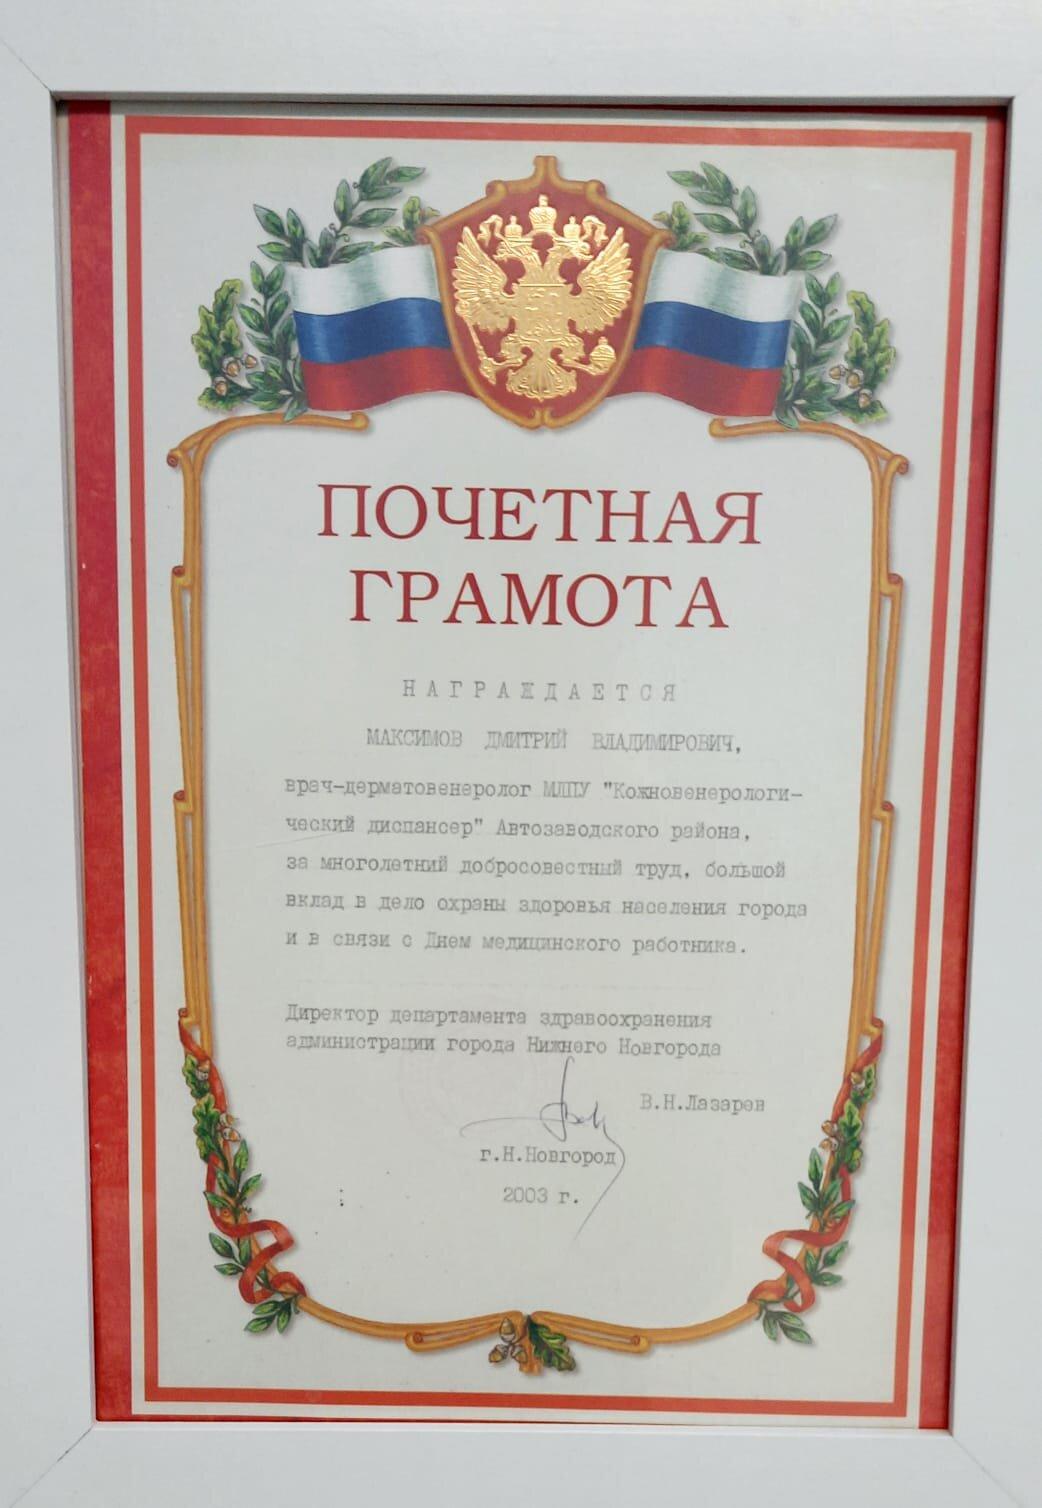 ПОЧЕТНАЯ
ГРАМОТА
НАГРАЖДАЕТСЯ
МАКСИМОВ ДМИТРИЙ ВЛАДИМИРОВИЧ,
врач-дерматовенеролог МЛПУ "Кожновенерологи-
ческий диспансер" Автозаводского района,
за многолетний добросовестный труд, большой
вклад в дело охраны здоровья населения города
и в связи с Днем медицинского работника.
Директор департамента здравоохранения
администрации города Нижнего Новгорода
В.Н.Лазарев
г.Н.Новгород
2003 г.